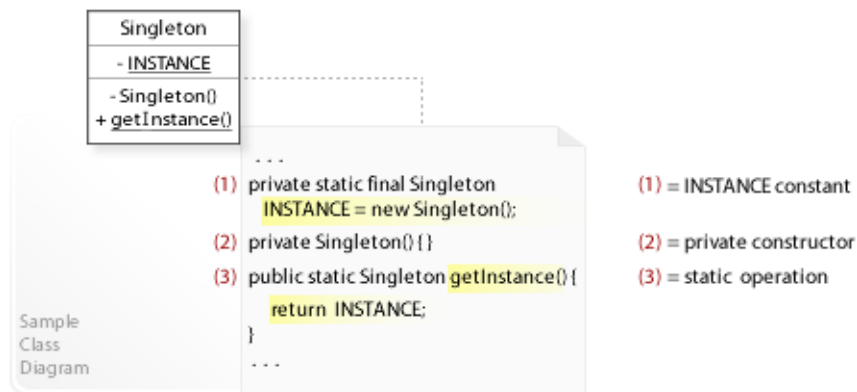 Singleton
- INSTANCE
- Singleton()
+ getInstance()
. . .
(1) private static final Singleton
INSTANCE = new Singleton();
(1) = INSTANCE constant
(2) private Singleton() { }
(2) = private constructor
(3) public static Singleton getInstance() {
(3) = static operation
return INSTANCE;
}
. . .
Sample
Class
Diagram